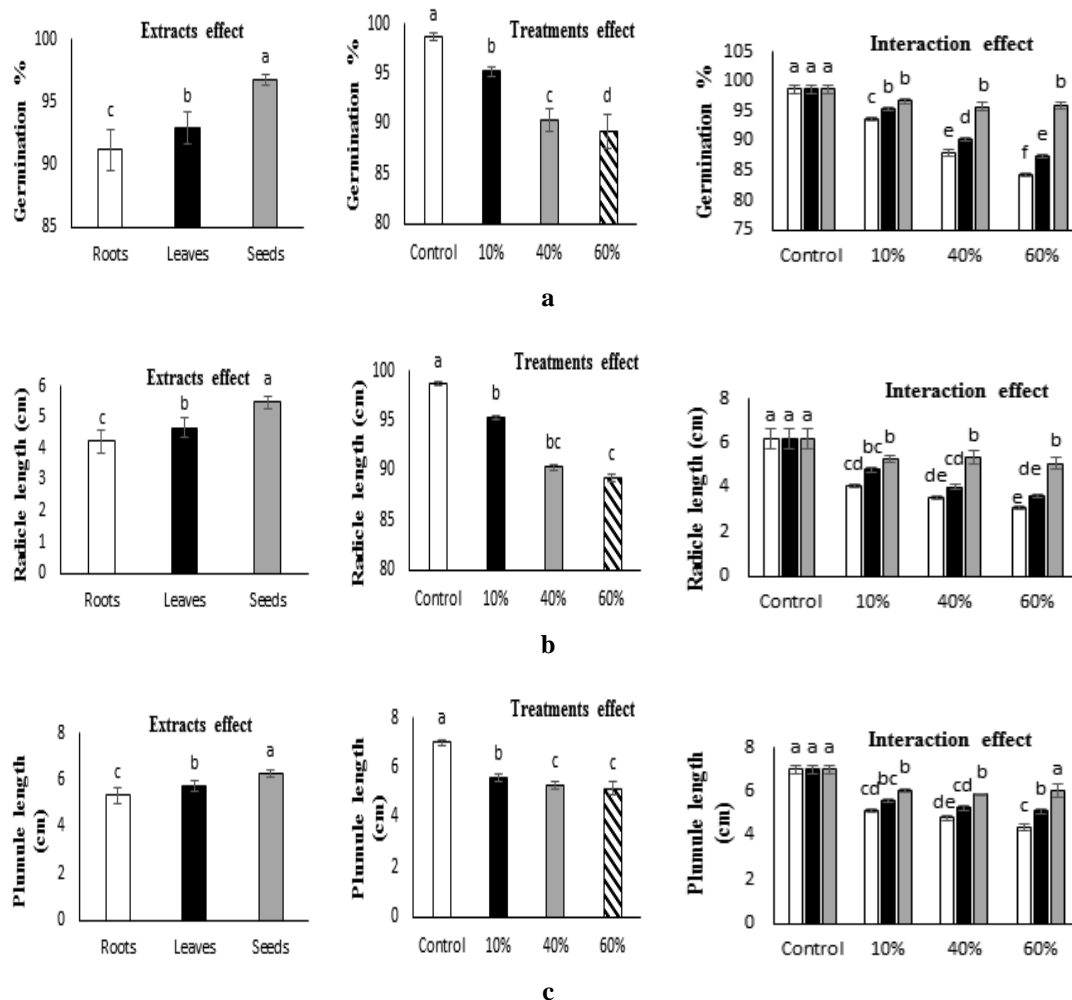 Extracts effect
Germination %
100
95
90
85
c
b
a
Roots Leaves Seeds
Treatments effect
Germination %
100
95
90
85
80
a
b
c
d
Control 10% 40% 60%
Interaction effect
Germination %
105
100
95
90
85
80
75
a a a
c b b
e d b
f e b
Control 10% 40% 60%
a
Extracts effect
Radicle length (cm)
6
5
4
3
2
1
0
c
b
a
Roots Leaves Seeds
Treatments effect
Radicle length (cm)
100
95
90
85
80
a
b
bc
c
Control 10% 40% 60%
Interaction effect
Radicle length (cm)
8
6
4
2
0
a a a
cd bc b
de cd b
e de b
Control 10% 40% 60%
b
Extracts effect
Plumule length
(cm)
8
6
4
2
0
c
b
a
Roots Leaves Seeds
Treatments effect
Plumule length
(cm)
8
6
4
2
0
a
b
c
c
Control 10% 40% 60%
Interaction effect
Plumule length
(cm)
8
6
4
2
0
a a a
cd bc b
de cd b
c b a
Control 10% 40% 60%
c